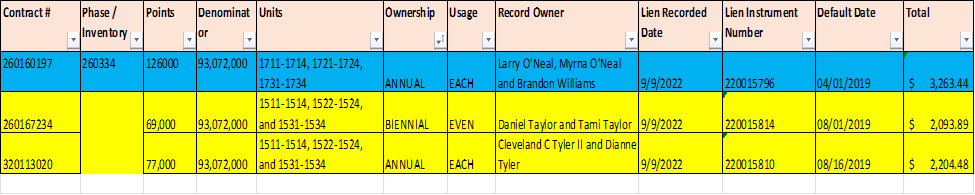 Contract # Phase / Inventory Points Denominat or Units Ownership Usage Record Owner Lien Recorded Date Lien Instrument Number Default Date Total
260160197 260334 126000 93,072,000 1711-1714, 1721-1724, 1731-1734 ANNUAL EACH Larry O'Neal, Myrna O'Neal and Brandon Williams 9/9/2022 220015796 04/01/2019 $ 3,263.44
260167234 69,000 93,072,000 1511-1514, 1522-1524, and 1531-1534 BIENNIAL EVEN Daniel Taylor and Tami Taylor 9/9/2022 220015814 08/01/2019 $ 2,093.89
320113020 77,000 93,072,000 1511-1514, 1522-1524, and 1531-1534 ANNUAL EACH Cleveland C Tyler II and Dianne Tyler 9/9/2022 220015810 08/16/2019 $ 2,204.48